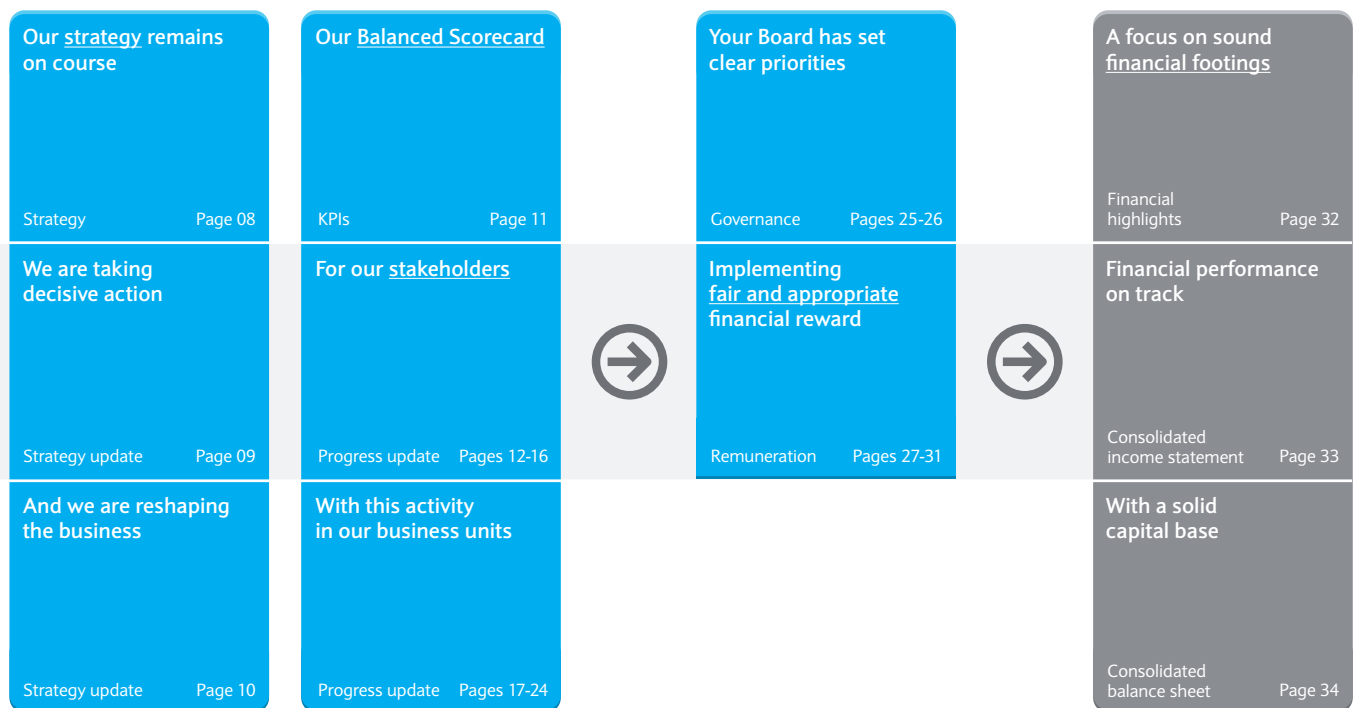 Our strategy remains
on course
Strategy Page 08
We are taking
decisive action
Strategy update Page 09
And we are reshaping
the business
Strategy update Page 10
Our Balanced Scorecard
KPIs Page 11
For our stakeholders
Progress update Pages 12-16
With this activity
in our business units
Progress update Pages 17-24
Your Board has set
clear priorities
Governance Pages 25-26
Implementing
fair and appropriate
financial reward
Remuneration Pages 27-31
A focus on sound
financial footings
Financial
highlights Page 32
Financial performance
on track
Consolidated
income statement Page 33
With a solid
capital base
Consolidated
balance sheet Page 34